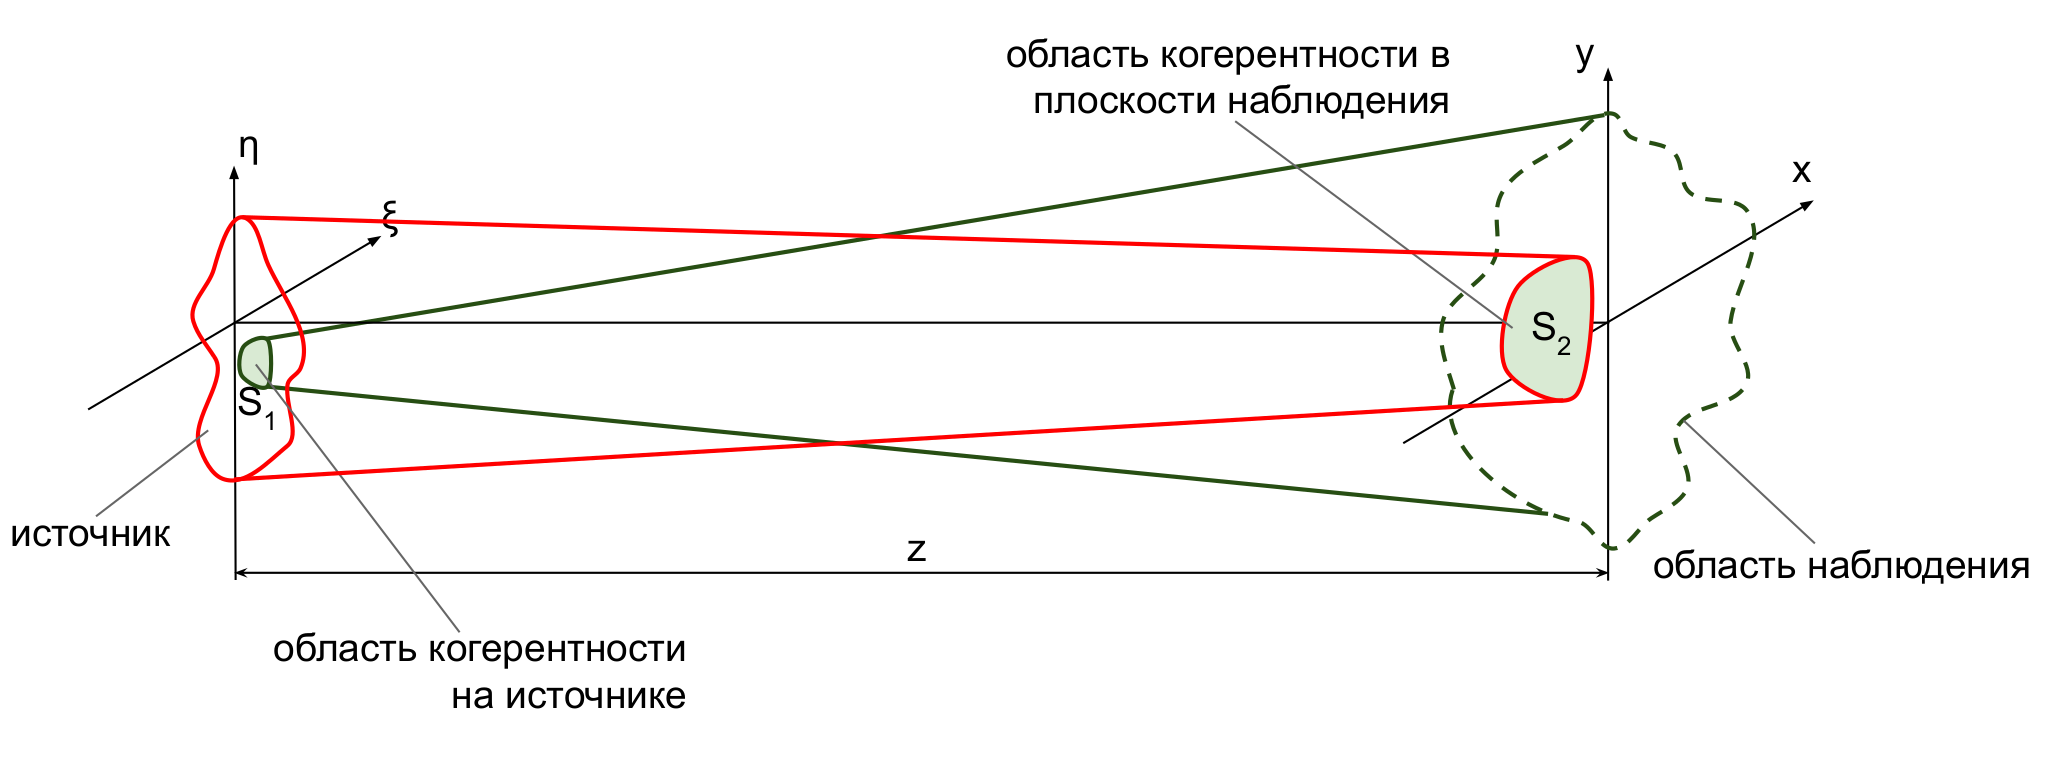 область когерентности в
плоскости наблюдения
y
η
ξ
x
S2
S1
источник
z
область наблюдения
область когерентности
на источнике